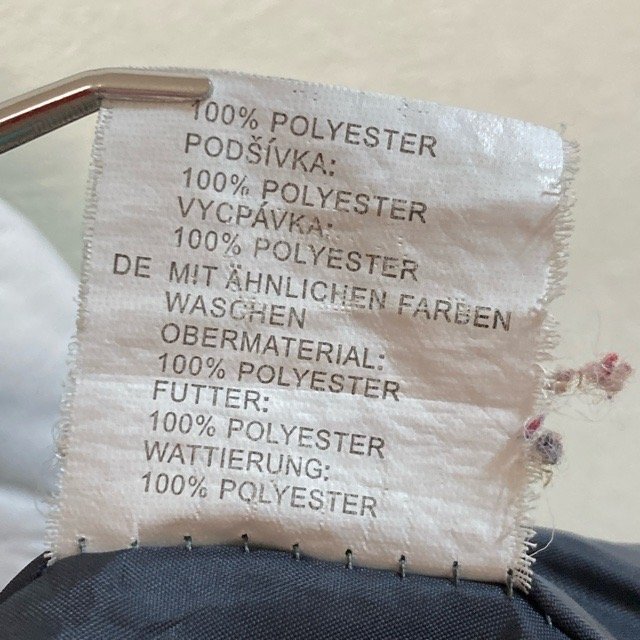 100% POLYESTER
PODŠÍVKA:
100% POLYESTER
VYCPÁVKA:
100% POLYESTER
DE MIT ÄHNLICHEN FARBEN
WASCHEN
OBERMATERIAL:
100% POLYESTER
FUTTER:
100% POLYESTER
WATTIERUNG:
100% POLYESTER